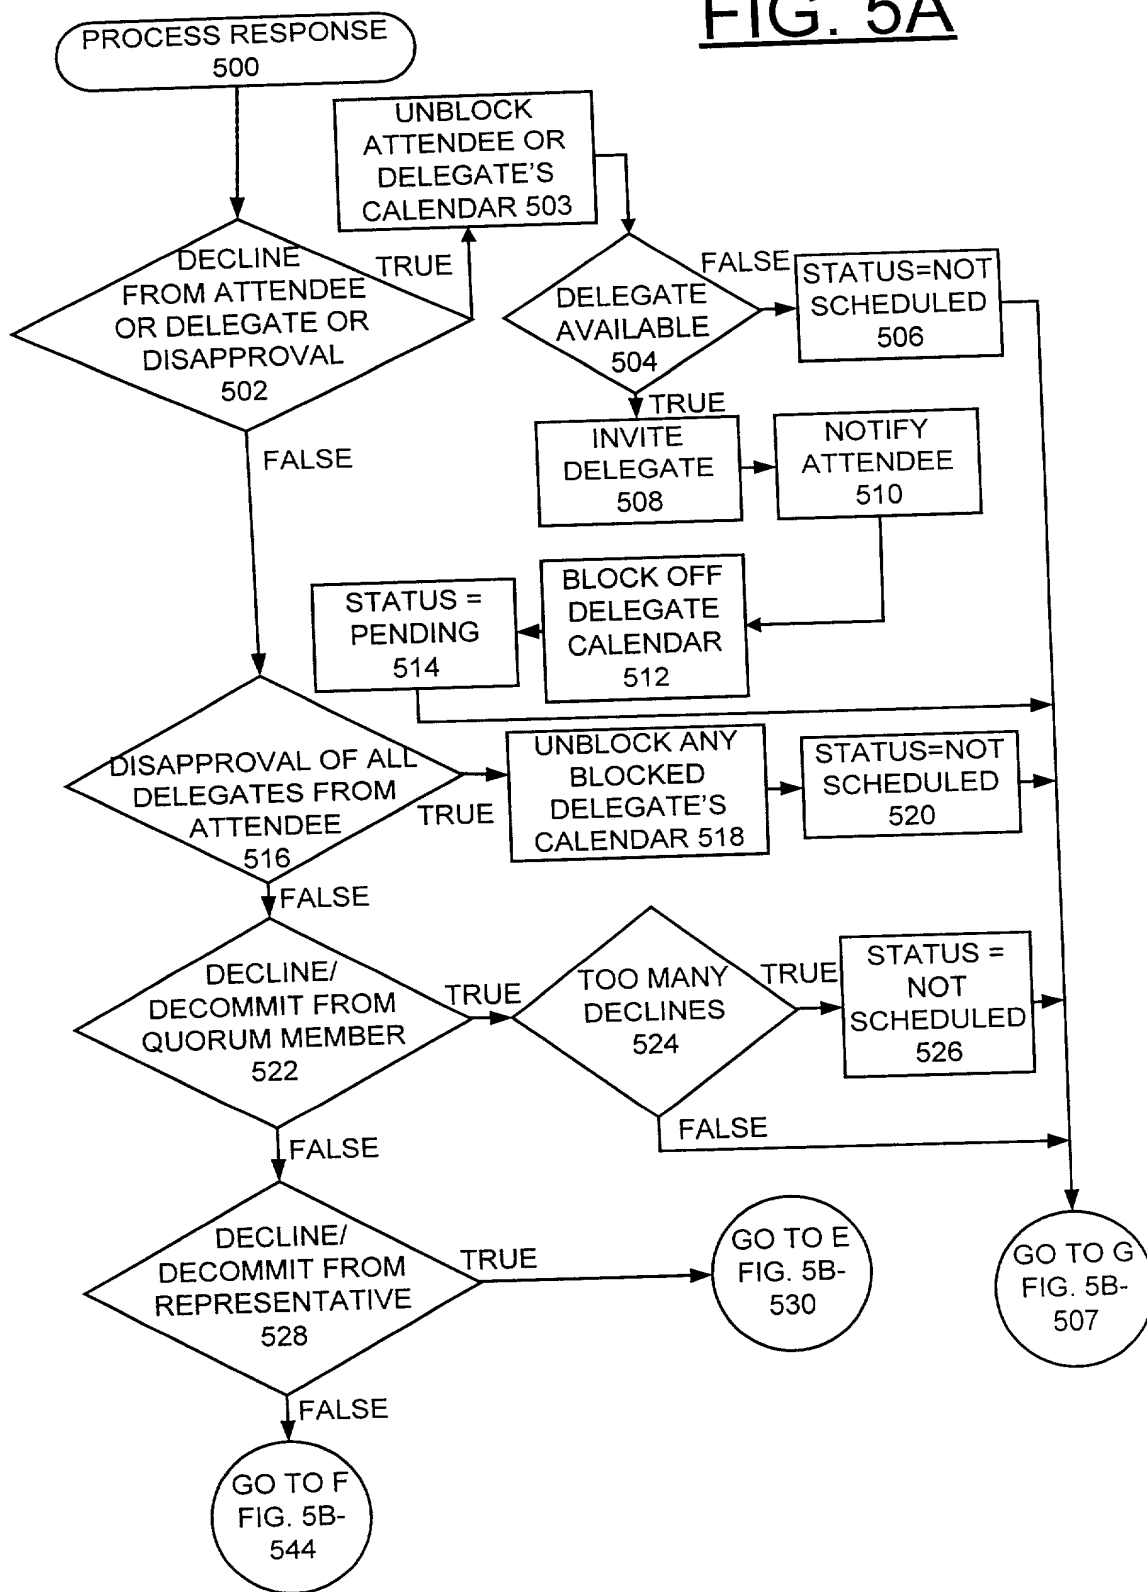 FIG. 5A
PROCESS RESPONSE
500
UNBLOCK
ATTENDEE OR
DELEGATE'S
CALENDAR 503
DECLINE
FROM ATTENDEE
OR DELEGATE OR
DISAPPROVAL
502
TRUE
FALSE
DELEGATE
AVAILABLE
504
FALSE
TRUE
STATUS=NOT
SCHEDULED
506
INVITE
DELEGATE
508
NOTIFY
ATTENDEE
510
BLOCK OFF
DELEGATE
CALENDAR
512
STATUS =
PENDING
514
DISAPPROVAL OF ALL
DELEGATES FROM
ATTENDEE
516
TRUE
FALSE
UNBLOCK ANY
BLOCKED
DELEGATE'S
CALENDAR 518
STATUS=NOT
SCHEDULED
520
DECLINE/
DECOMMIT FROM
QUORUM MEMBER
522
TRUE
FALSE
TOO MANY
DECLINES
524
TRUE
FALSE
STATUS =
NOT
SCHEDULED
526
DECLINE/
DECOMMIT FROM
REPRESENTATIVE
528
TRUE
FALSE
GO TO E
FIG. 5B-
530
GO TO G
FIG. 5B-
507
GO TO F
FIG. 5B-
544